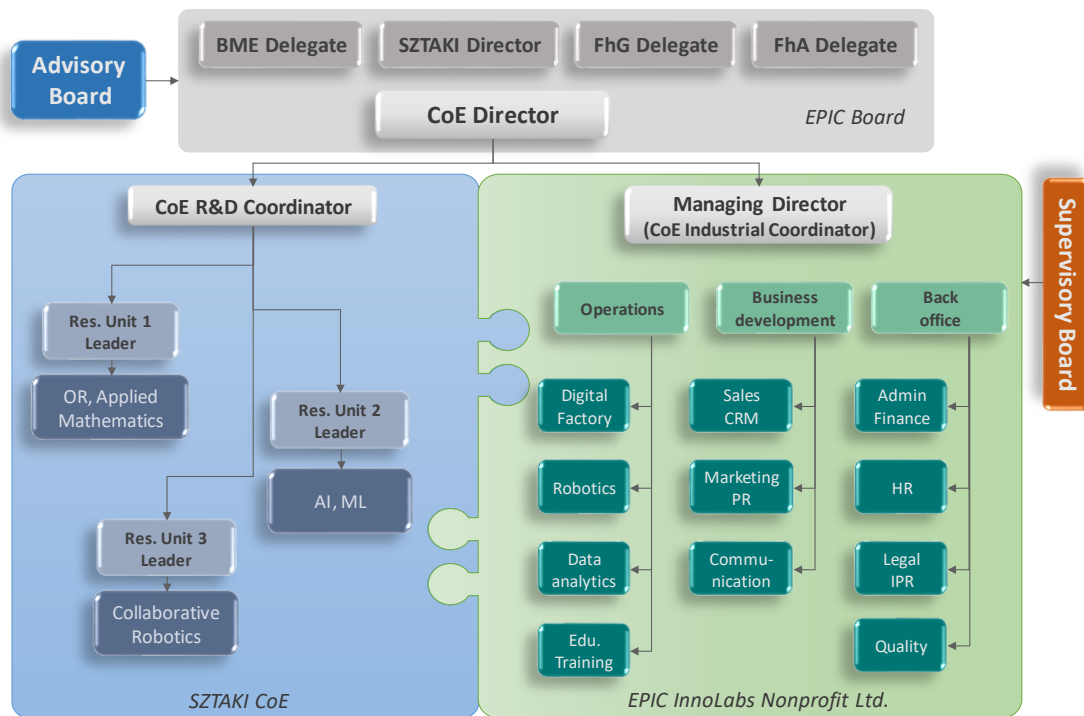 BME Delegate
SZTAKI Director
FhG Delegate
FhA Delegate
Advisory
Board
CoE Director
EPIC Board
CoE R&D Coordinator
Managing Director
(CoE Industrial Coordinator)
Supervisory Board
Res. Unit 1
Leader
OR, Applied
Mathematics
Res. Unit 2
Leader
AI, ML
Res. Unit 3
Leader
Collaborative
Robotics
SZTAKI CoE
Operations
Digital
Factory
Robotics
Data
analytics
Edu.
Training
Business
development
Sales
CRM
Marketing
PR
Commu-
nication
Back
office
Admin
Finance
HR
Legal
IPR
Quality
EPIC InnoLabs Nonprofit Ltd.